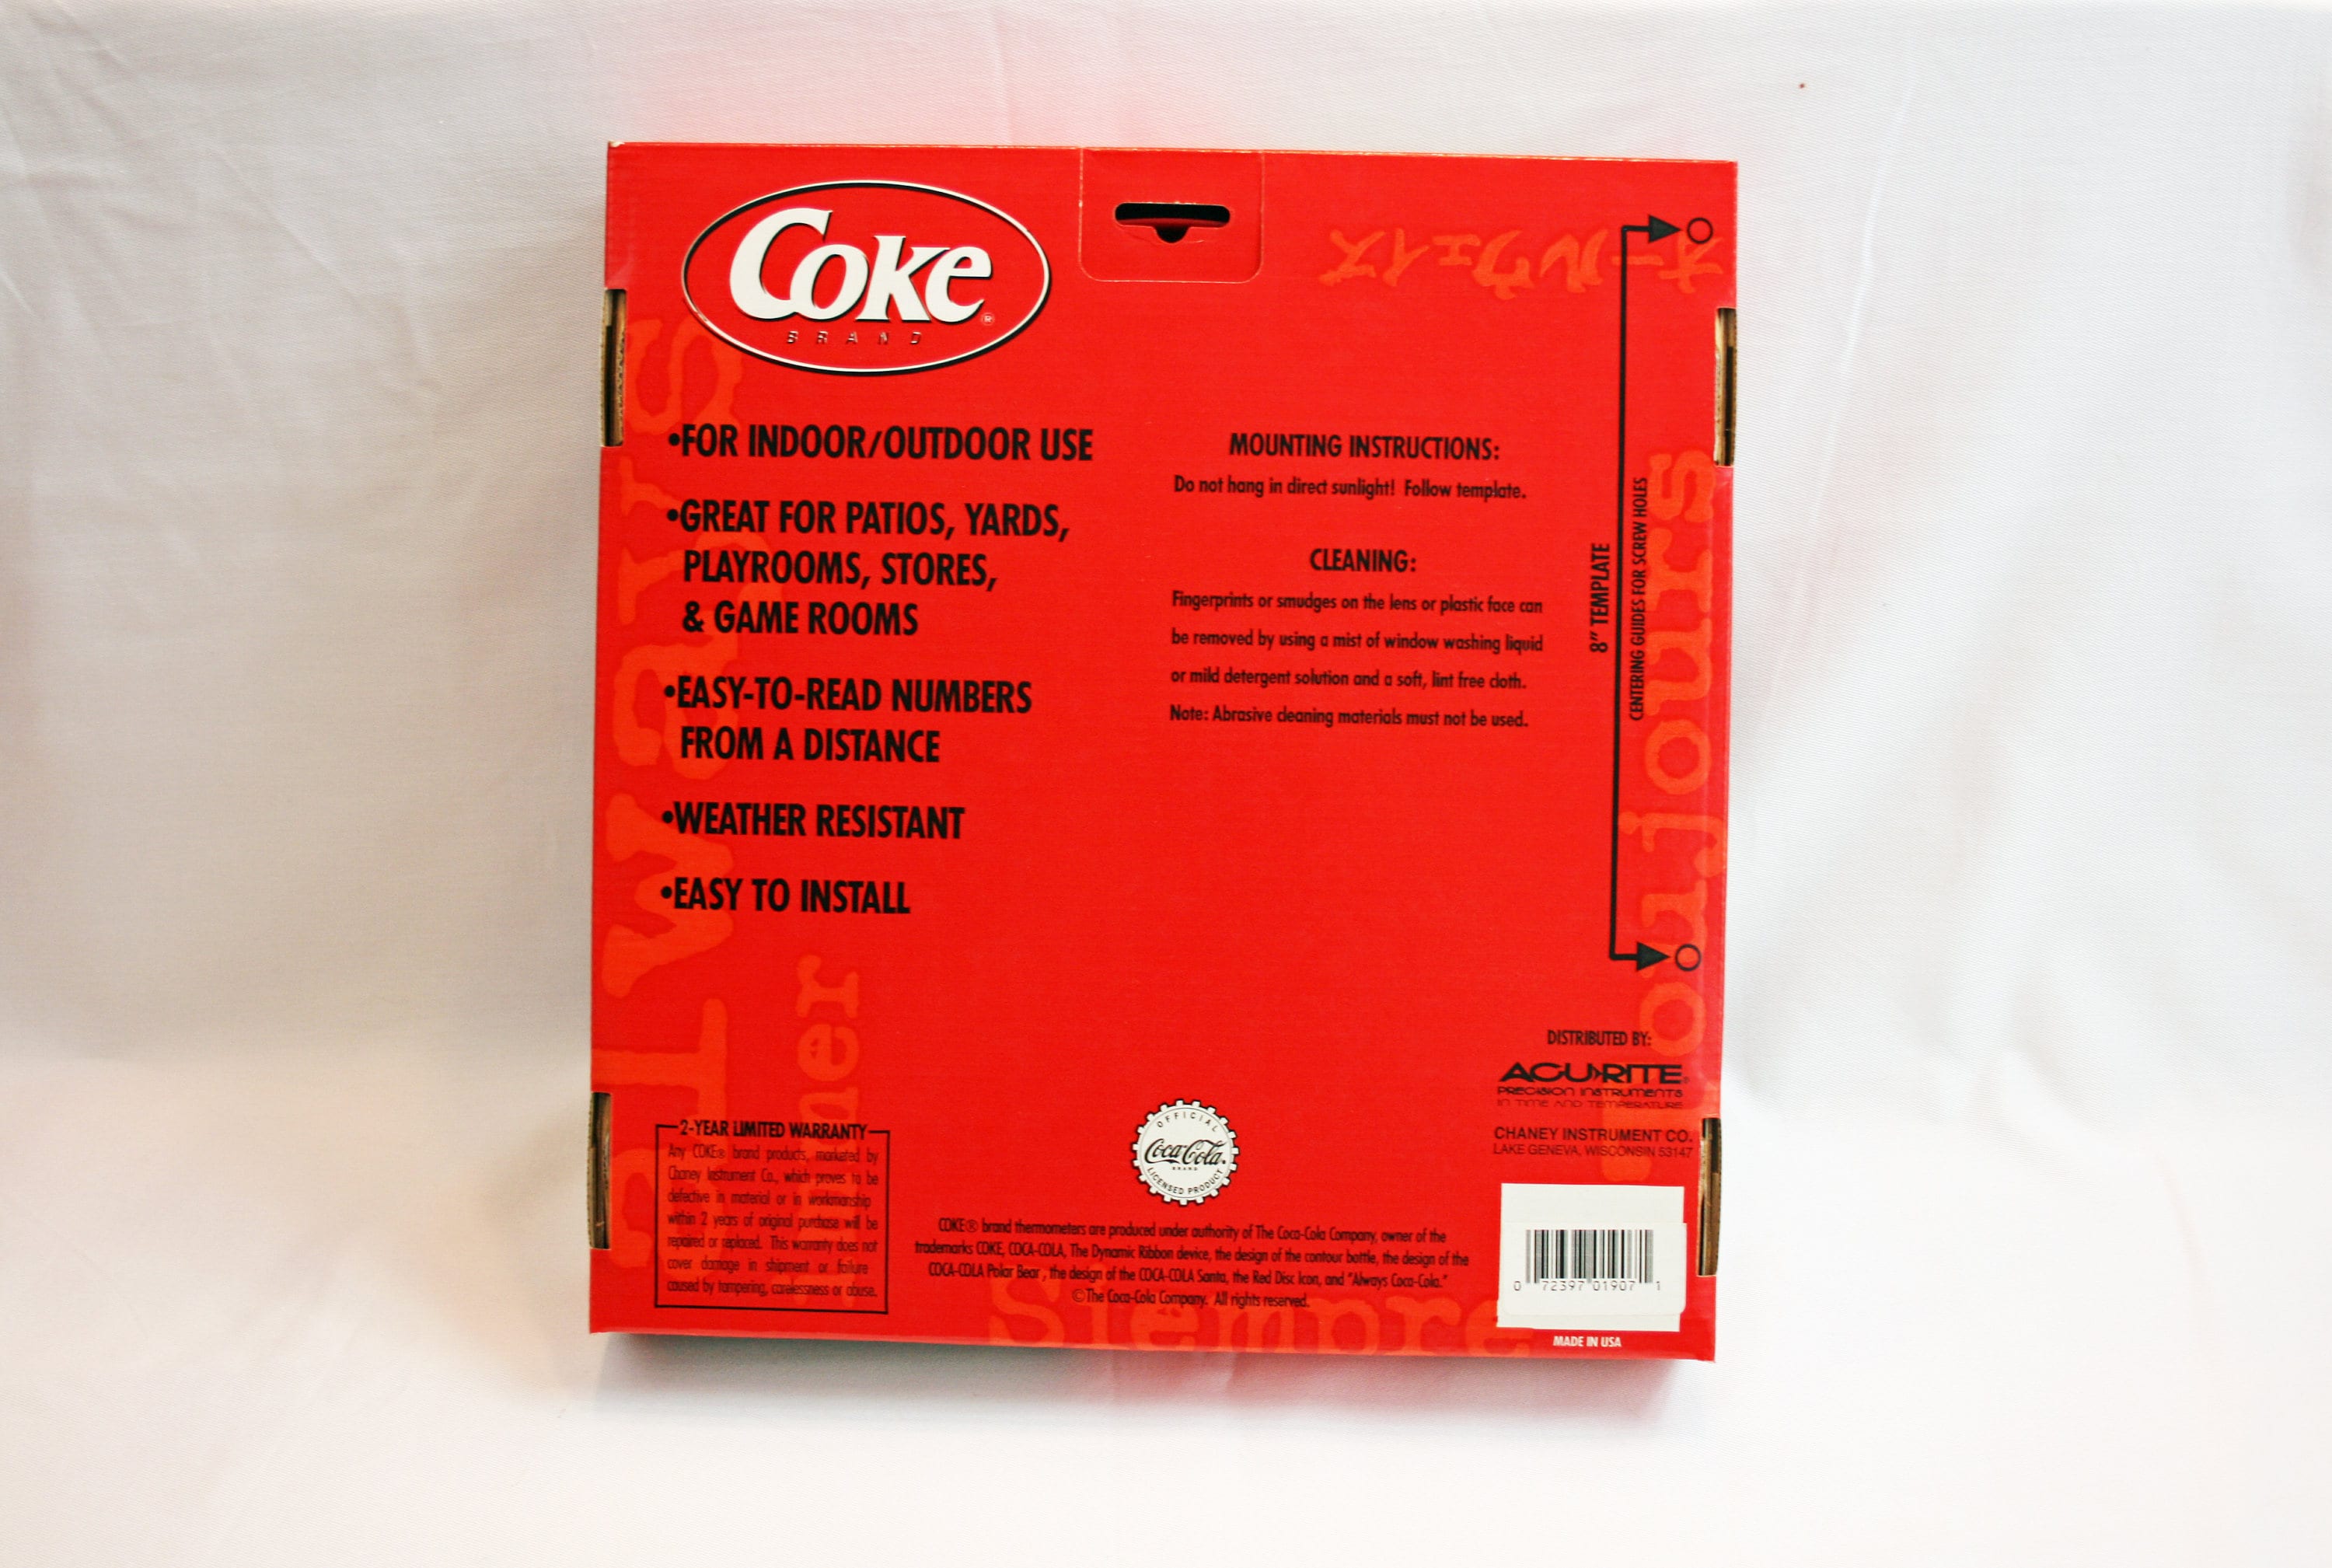 Coke®
BRAND
オールウェイズ
•FOR INDOOR/OUTDOOR USE
•GREAT FOR PATIOS, YARDS,
PLAYROOMS, STORES,
& GAME ROOMS
•EASY-TO-READ NUMBERS
FROM A DISTANCE
•WEATHER RESISTANT
•EASY TO INSTALL
MOUNTING INSTRUCTIONS:
Do not hang in direct sunlight! Follow template.
CLEANING:
Fingerprints or smudges on the lens or plastic face can
be removed by using a mist of window washing liquid
or mild detergent solution and a soft, lint free cloth.
Note: Abrasive cleaning materials must not be used.
8" TEMPLATE
CENTERING GUIDES FOR SCREW HOLES
always
Toujours
Immer
Siempre
2-YEAR LIMITED WARRANTY
Any COKE® brand products, marketed by
Chaney Instrument Co., which proves to be
defective in material or in workmanship
within 2 years of original purchase will be
repaired or replaced. This warranty does not
cover damage in shipment or failure
caused by tampering, carelessness or abuse.
OFFICIAL
Coca-Cola
BRAND
LICENSED PRODUCT
COKE® brand thermometers are produced under authority of The Coca-Cola Company, owner of the
trademarks COKE, COCA-COLA, The Dynamic Ribbon device, the design of the contour bottle, the design of the
COCA-COLA Polar Bear, the design of the COCA-COLA Santa, the Red Disc Icon, and "Always Coca-Cola."
© The Coca-Cola Company. All rights reserved.
DISTRIBUTED BY:
ACU>RITE®
PRECISION INSTRUMENTS
IN TIME AND TEMPERATURE
CHANEY INSTRUMENT CO.
LAKE GENEVA, WISCONSIN 53147
0 72397 01907 1
MADE IN USA